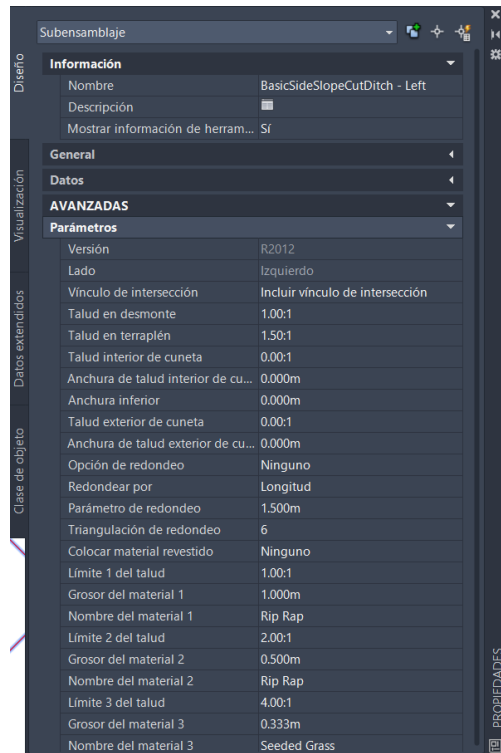 Subensamblaje
Diseño
Información
Nombre BasicSideSlopeCutDitch - Left
Descripción
Mostrar información de herram... Sí
General
Datos
Visualización
AVANZADAS
Parámetros
Versión R2012
Lado Izquierdo
Vínculo de intersección Incluir vínculo de intersección
Talud en desmonte 1.00:1
Talud en terraplén 1.50:1
Talud interior de cuneta 0.00:1
Anchura de talud interior de cu... 0.000m
Anchura inferior 0.000m
Talud exterior de cuneta 0.00:1
Anchura de talud exterior de cu... 0.000m
Datos extendidos
Opción de redondeo Ninguno
Redondear por Longitud
Parámetro de redondeo 1.500m
Triangulación de redondeo 6
Colocar material revestido Ninguno
Clase de objeto
Límite 1 del talud 1.00:1
Grosor del material 1 1.000m
Nombre del material 1 Rip Rap
Límite 2 del talud 2.00:1
Grosor del material 2 0.500m
Nombre del material 2 Rip Rap
Límite 3 del talud 4.00:1
Grosor del material 3 0.333m
Nombre del material 3 Seeded Grass
PROPIEDADES